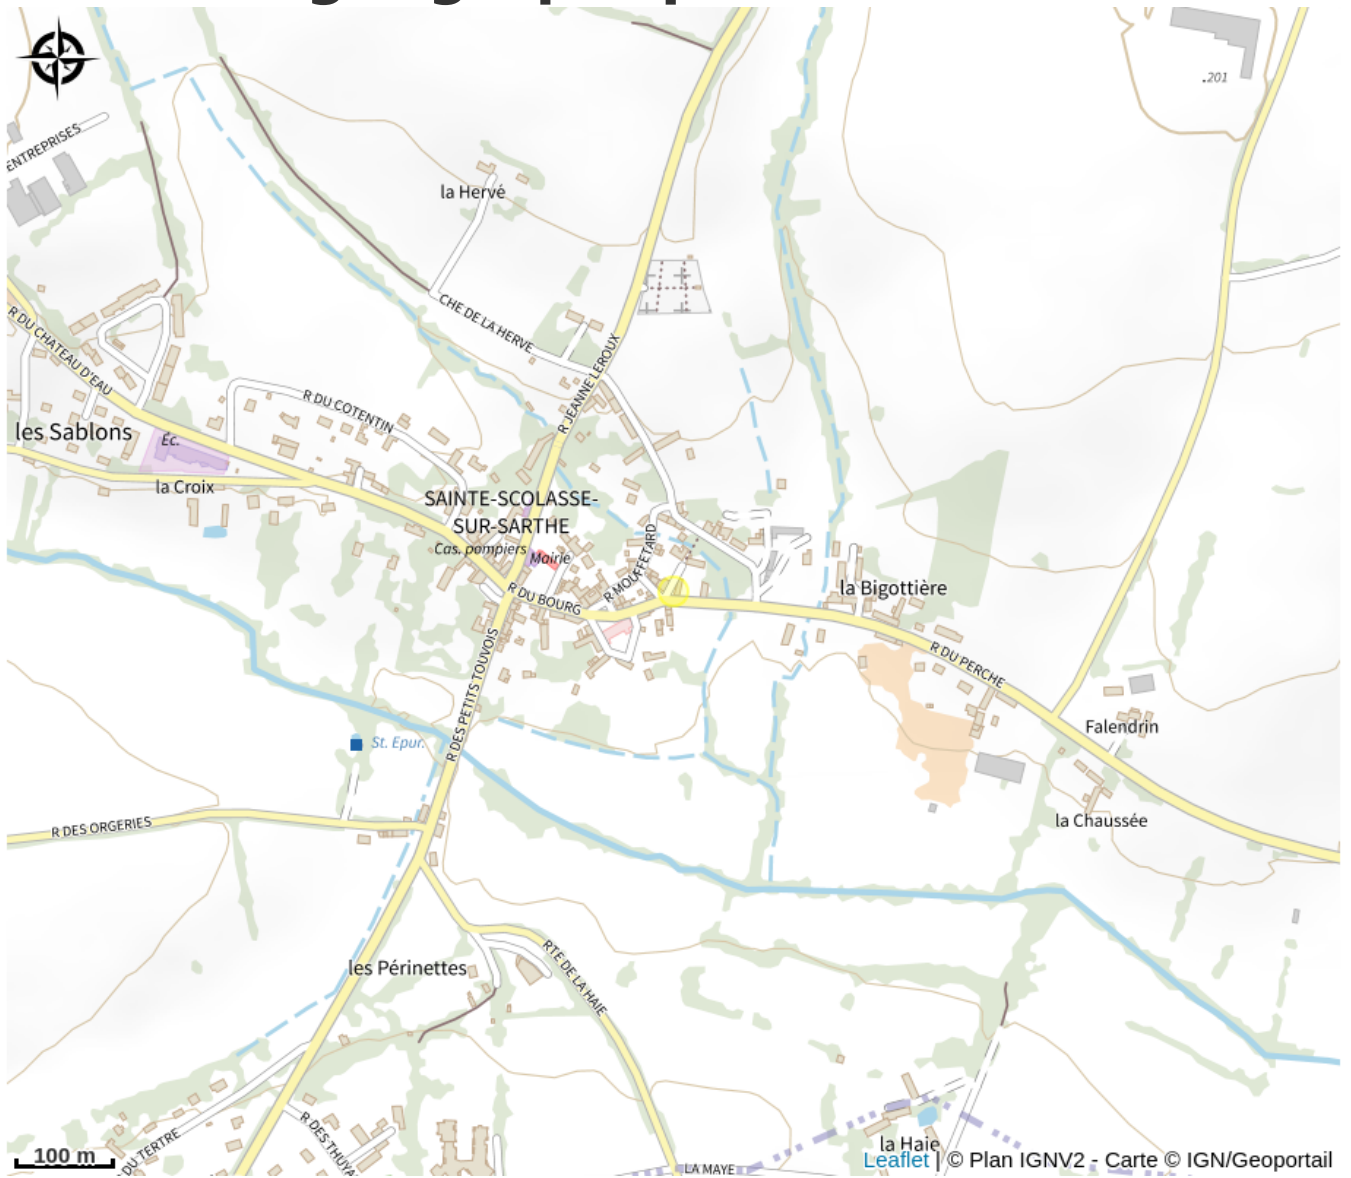 .201
ENTREPRISES
la Hervé
CHE DE LA HERVE
R DU CHATEAU D'EAU
R JEANNE LEROUX
R DU COTENTIN
les Sablons
Éc.
la Croix
SAINTE-SCOLASSE-
SUR-SARTHE
Cas. pompiers
Mairie
R MOUFFETARD
R DU BOURG
la Bigottière
R DU PERCHE
R DES PETITS TOUVOIS
St. Epur.
Falendrin
R DES ORGERIES
la Chaussée
les Périnettes
RTE DE LA HAIE
R DES THUYA
DU TERTRE
la Haie
LA MAYE
100 m
Leaflet | © Plan IGNV2 - Carte © IGN/Geoportail